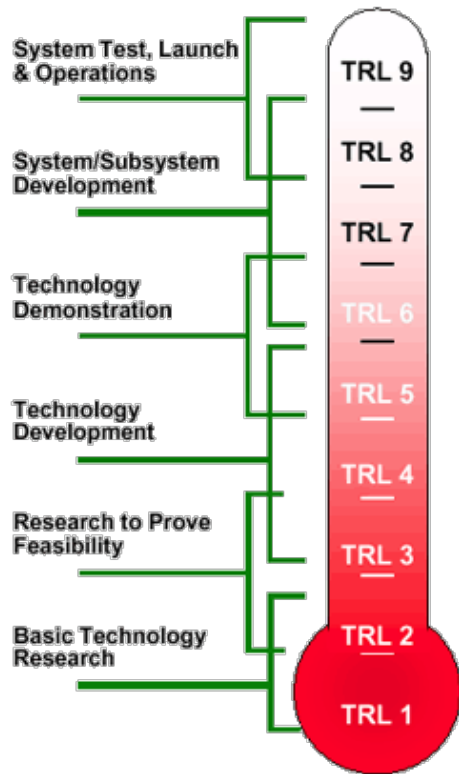 System Test, Launch
& Operations
System/Subsystem
Development
Technology
Demonstration
Technology
Development
Research to Prove
Feasibility
Basic Technology
Research
TRL 9
TRL 8
TRL 7
TRL 6
TRL 5
TRL 4
TRL 3
TRL 2
TRL 1